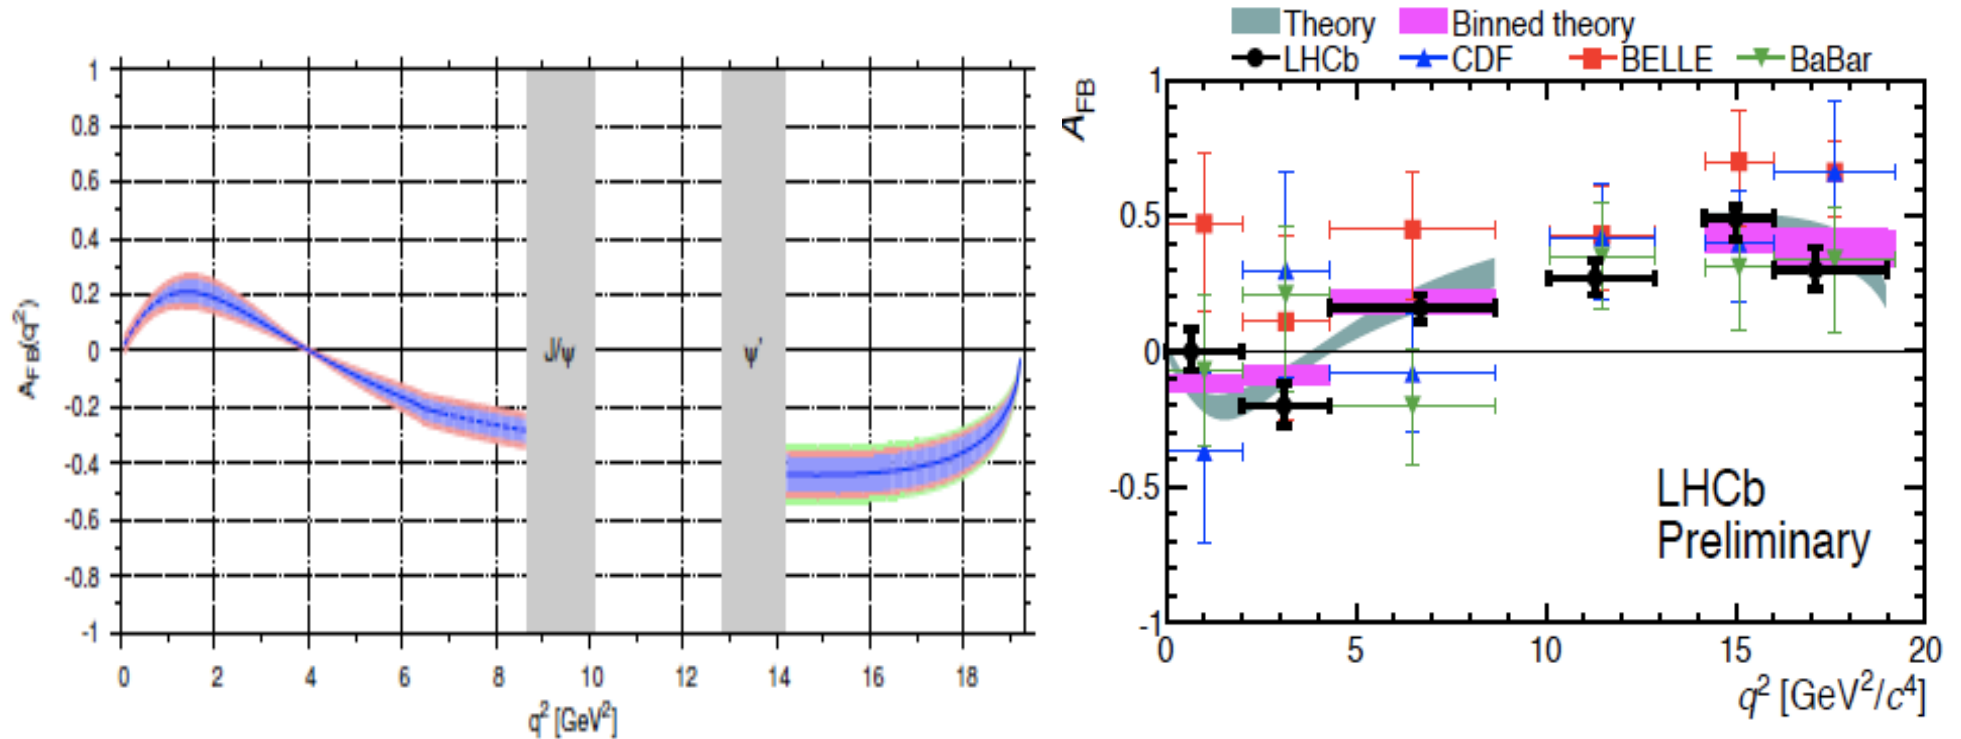 A_FB(q²)
1
0.8
0.6
0.4
0.2
0
-0.2
-0.4
-0.6
-0.8
-1
J/ψ
ψ'
0 2 4 6 8 10 12 14 16 18
q² [GeV²]
Theory Binned theory
LHCb CDF BELLE BaBar
A_FB
1
0.5
0
-0.5
-1
LHCb
Preliminary
0 5 10 15 20
q² [GeV²/c⁴]